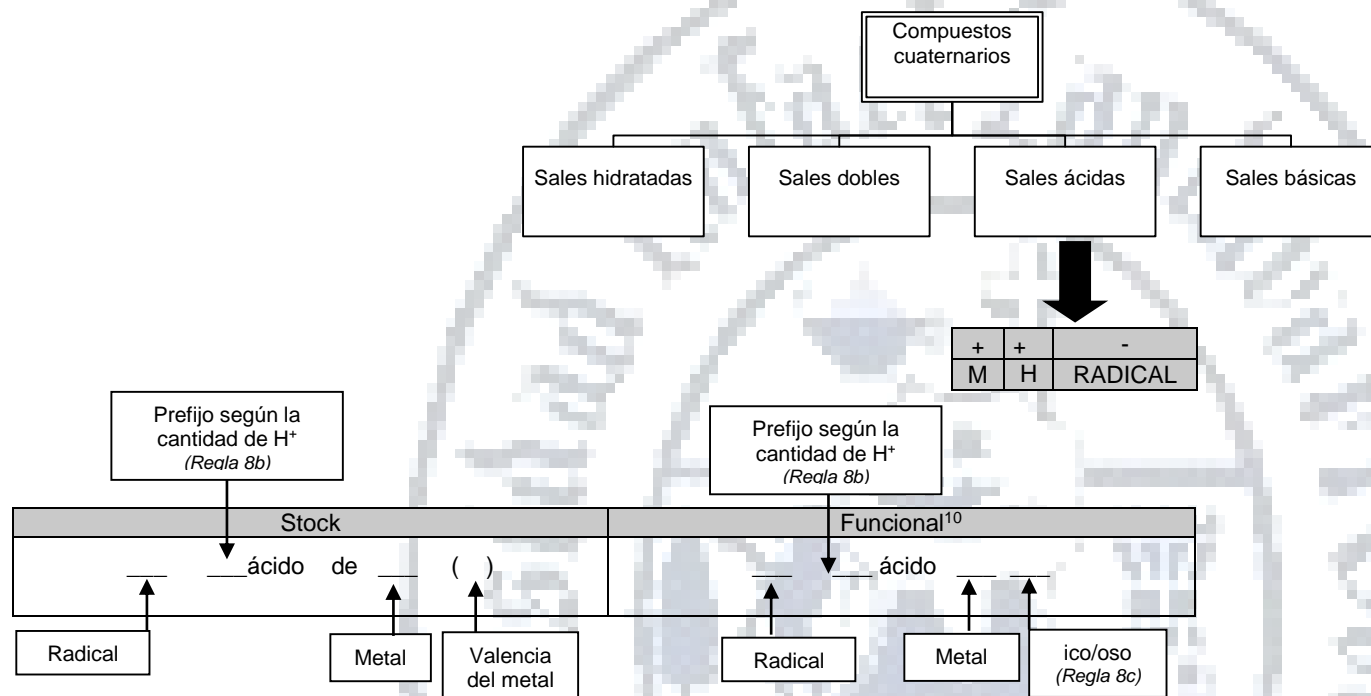 Compuestos
cuaternarios
Sales hidratadas
Sales dobles
Sales ácidas
Sales básicas
+ + -
M H RADICAL
Prefijo según la
cantidad de H⁺
(Regla 8b)
Prefijo según la
cantidad de H⁺
(Regla 8b)
Stock
Funcional¹⁰
___ ___ácido de ___ ( )
___ ___ ácido ___ ___
Radical
Metal
Valencia
del metal
Radical
Metal
ico/oso
(Regla 8c)